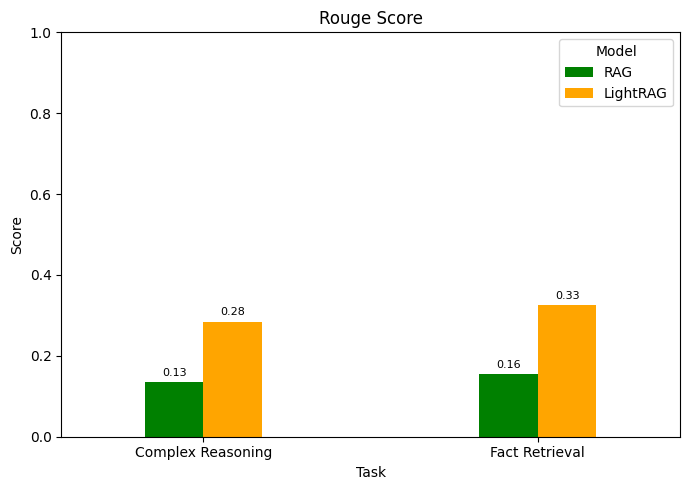 Rouge Score
1.0
0.8
0.6
0.4
0.2
0.0
Score
Model
RAG
LightRAG
0.13
0.28
0.16
0.33
Complex Reasoning
Fact Retrieval
Task